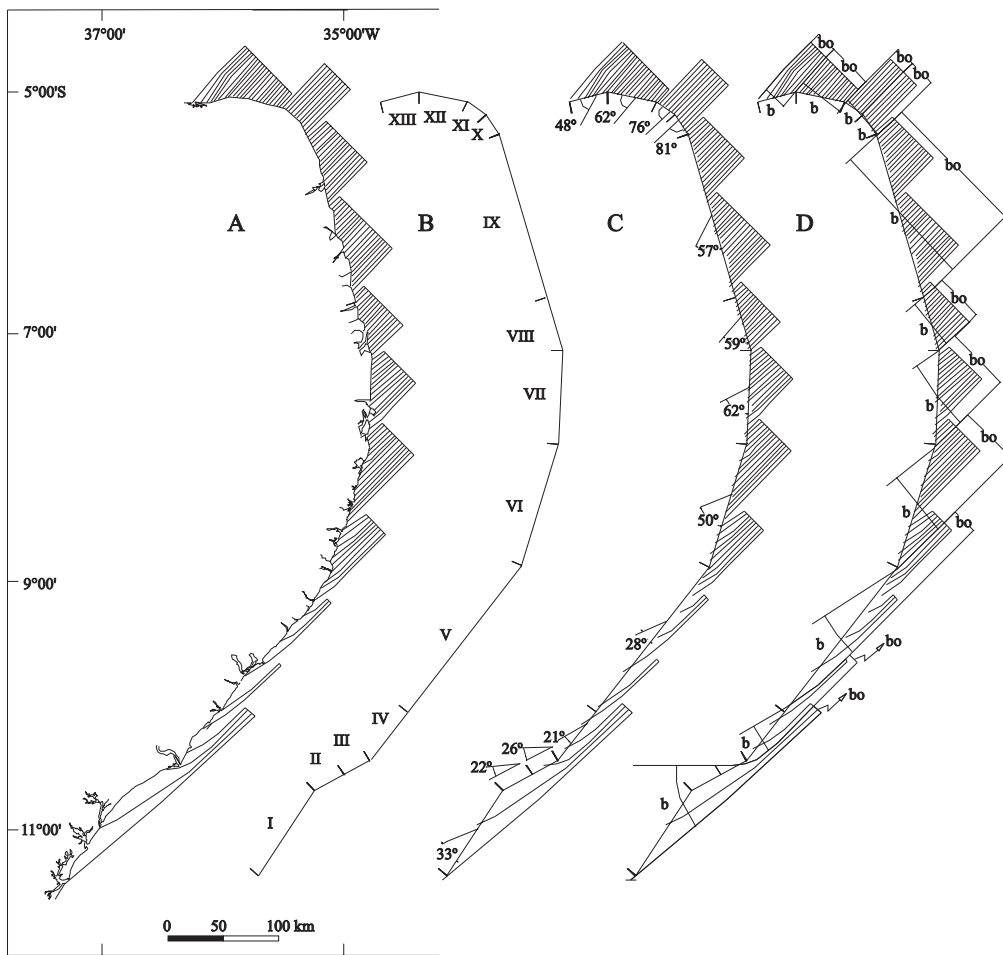 37°00' 35°00'W
5°00'S
7°00'
9°00'
11°00'
A
B
C
D
XIII XII XI X
IX
VIII
VII
VI
V
IV
III
II
I
48° 62° 76°
81°
57°
59°
62°
50°
28°
21°
26°
22°
33°
bo bo
bo
bo
b b b
b
bo
b
bo
b
bo
b
bo
b
bo
b
bo
bo
b
b
0 50 100 km